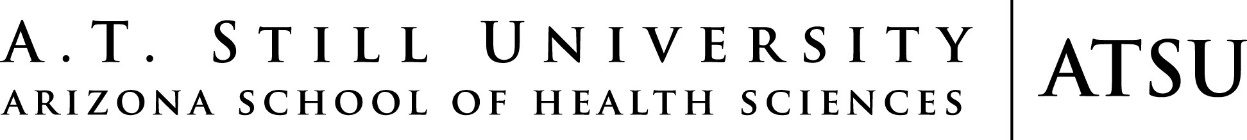 A.T. STILL UNIVERSITY
ARIZONA SCHOOL OF HEALTH SCIENCES
ATSU